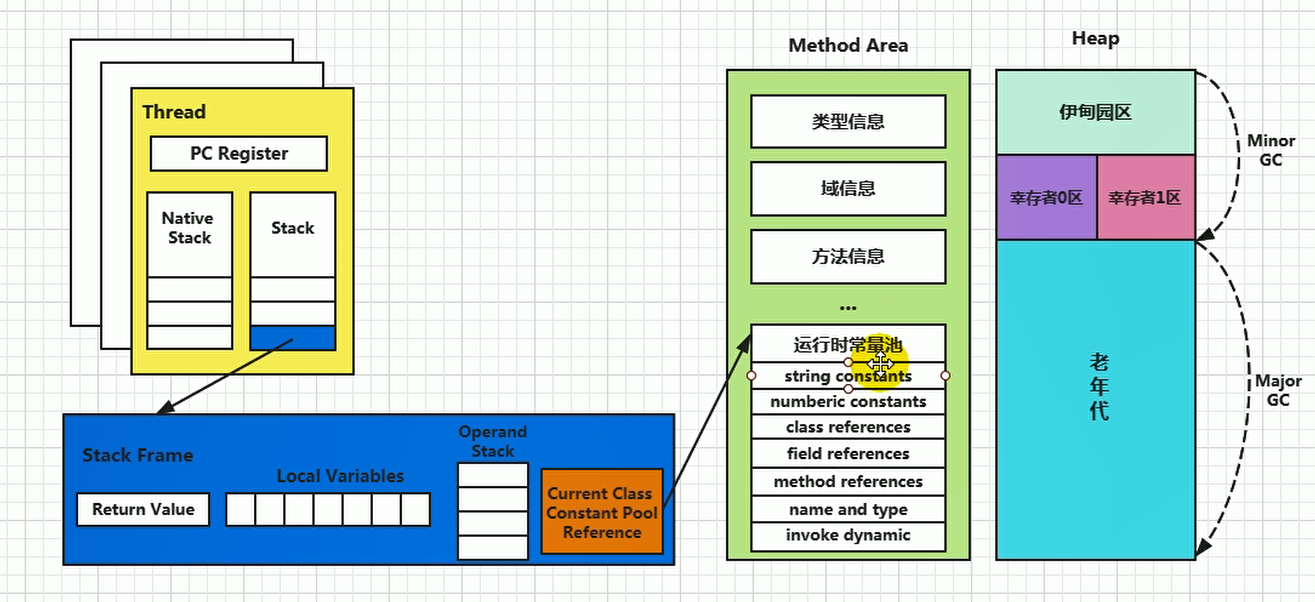 Thread
PC Register
Native
Stack
Stack
Stack Frame
Return Value
Local Variables
Operand
Stack
Current Class
Constant Pool
Reference
Method Area
类型信息
域信息
方法信息
...
运行时常量池
string constants
numberic constants
class references
field references
method references
name and type
invoke dynamic
Heap
伊甸园区
幸存者0区
幸存者1区
老
年
代
Minor
GC
Major
GC